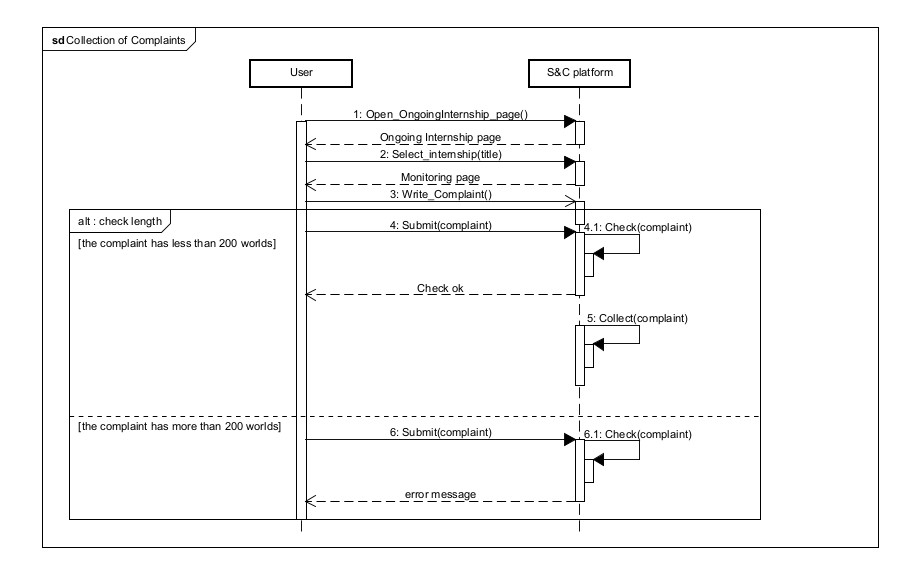 sd Collection of Complaints
User
S&C platform
1: Open_OngoingInternship_page()
Ongoing Internship page
2: Select_internship(title)
Monitoring page
3: Write_Complaint()
alt : check length
4: Submit(complaint)
4.1: Check(complaint)
[the complaint has less than 200 worlds]
Check ok
5: Collect(complaint)
[the complaint has more than 200 worlds]
6: Submit(complaint)
6.1: Check(complaint)
error message